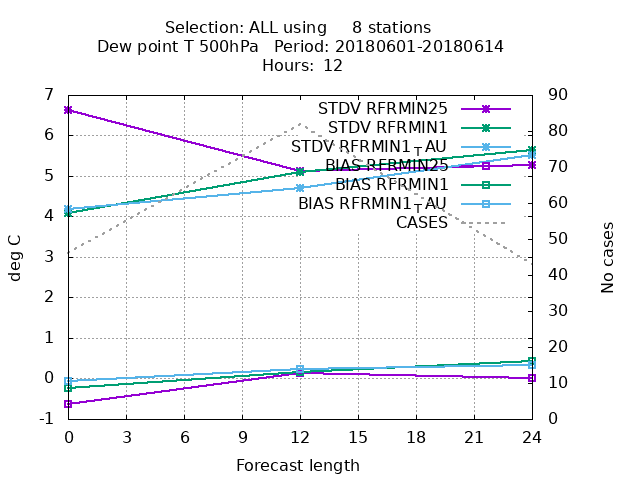 Selection: ALL using     8 stations
Dew point T 500hPa   Period: 20180601-20180614
Hours:  12
7
6
5
4
3
2
1
0
-1
90
80
70
60
50
40
30
20
10
0
deg C
No cases
STDV RFRMIN25
STDV RFRMIN1
STDV RFRMIN1TAU
BIAS RFRMIN25
BIAS RFRMIN1
BIAS RFRMIN1TAU
CASES
0 3 6 9 12 15 18 21 24
Forecast length